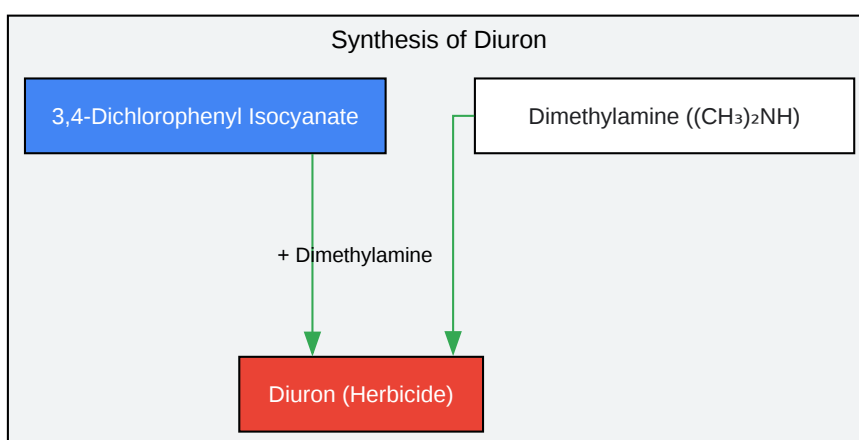 Synthesis of Diuron
3,4-Dichlorophenyl Isocyanate
Dimethylamine ((CH₃)₂NH)
+ Dimethylamine
Diuron (Herbicide)